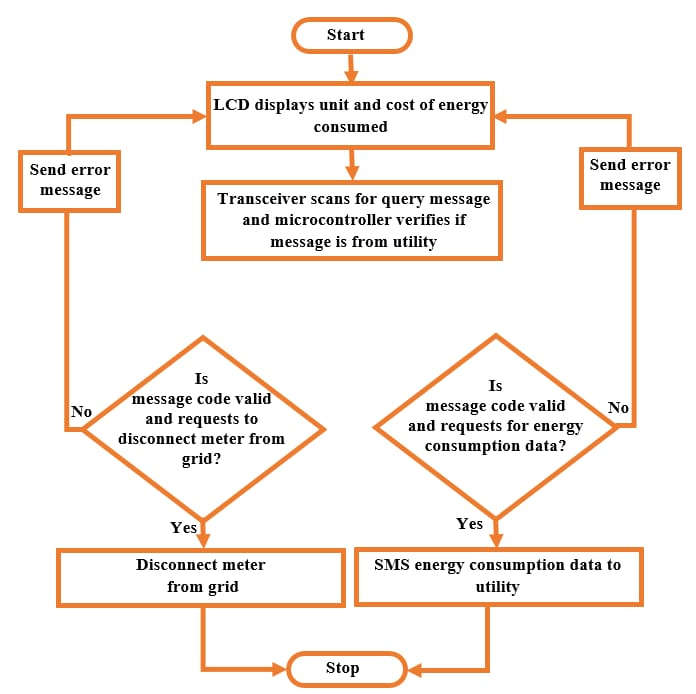 Start
LCD displays unit and cost of energy
consumed
Send error
message
Send error
message
Transceiver scans for query message
and microcontroller verifies if
message is from utility
Is
message code valid
and requests to
disconnect meter from
grid?
No
Is
message code valid
and requests for energy
consumption data?
No
Yes
Yes
Disconnect meter
from grid
SMS energy consumption data to
utility
Stop